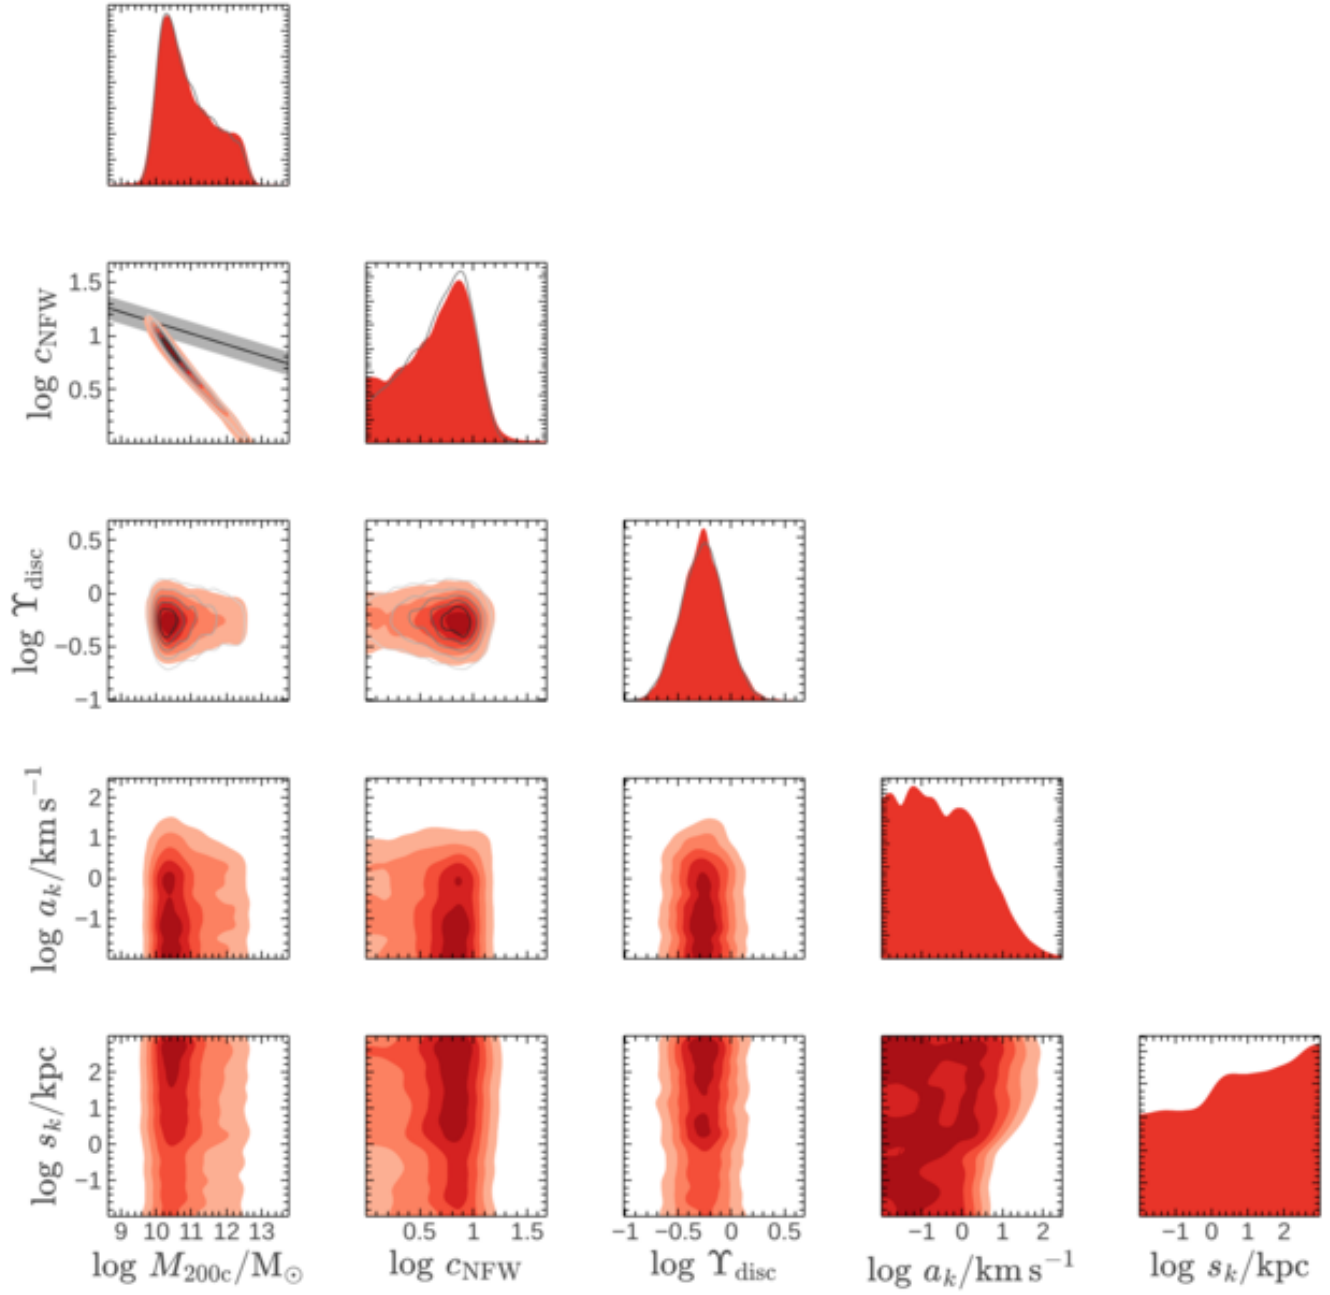 1.5
1
0.5
log c_NFW
0.5
0
−0.5
−1
log ϒ_disc
2
1
0
−1
log a_k/km s⁻¹
2
1
0
−1
log s_k/kpc
9 10 11 12 13
0.5 1 1.5
−1 −0.5 0 0.5
−1 0 1 2
−1 0 1 2
log M_200c/M_⊙
log c_NFW
log ϒ_disc
log a_k/km s⁻¹
log s_k/kpc